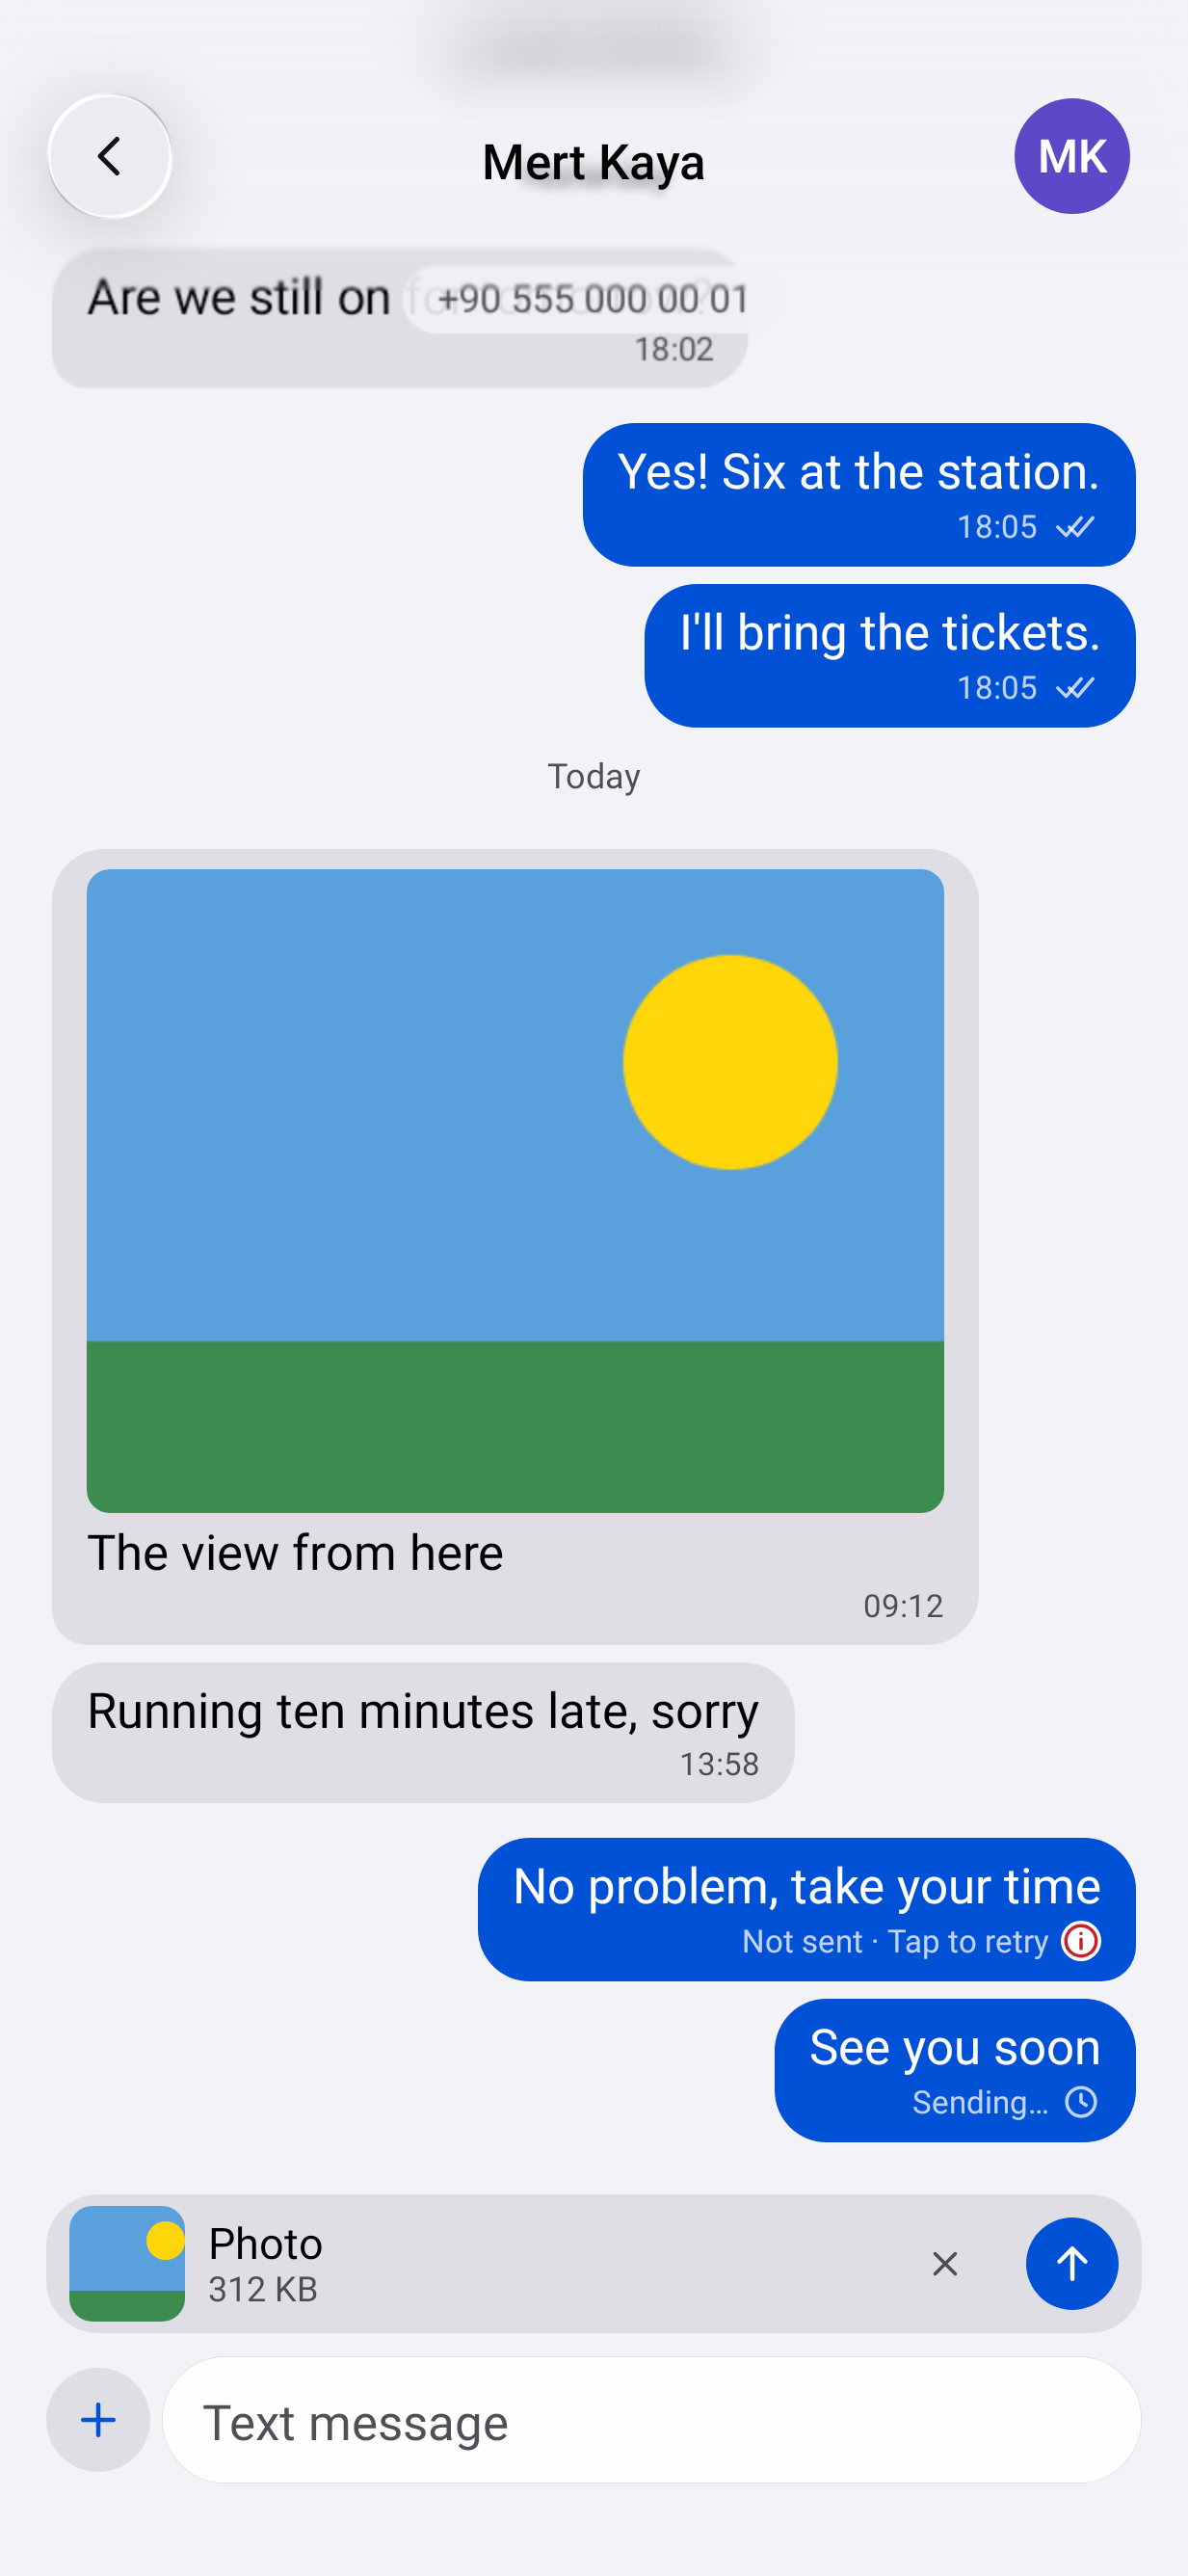 Mert Kaya
MK
Are we still on
+90 555 000 00 01
18:02
Yes! Six at the station.
18:05
I'll bring the tickets.
18:05
Today
The view from here
09:12
Running ten minutes late, sorry
13:58
No problem, take your time
Not sent · Tap to retry
See you soon
Sending…
Photo
312 KB
Text message